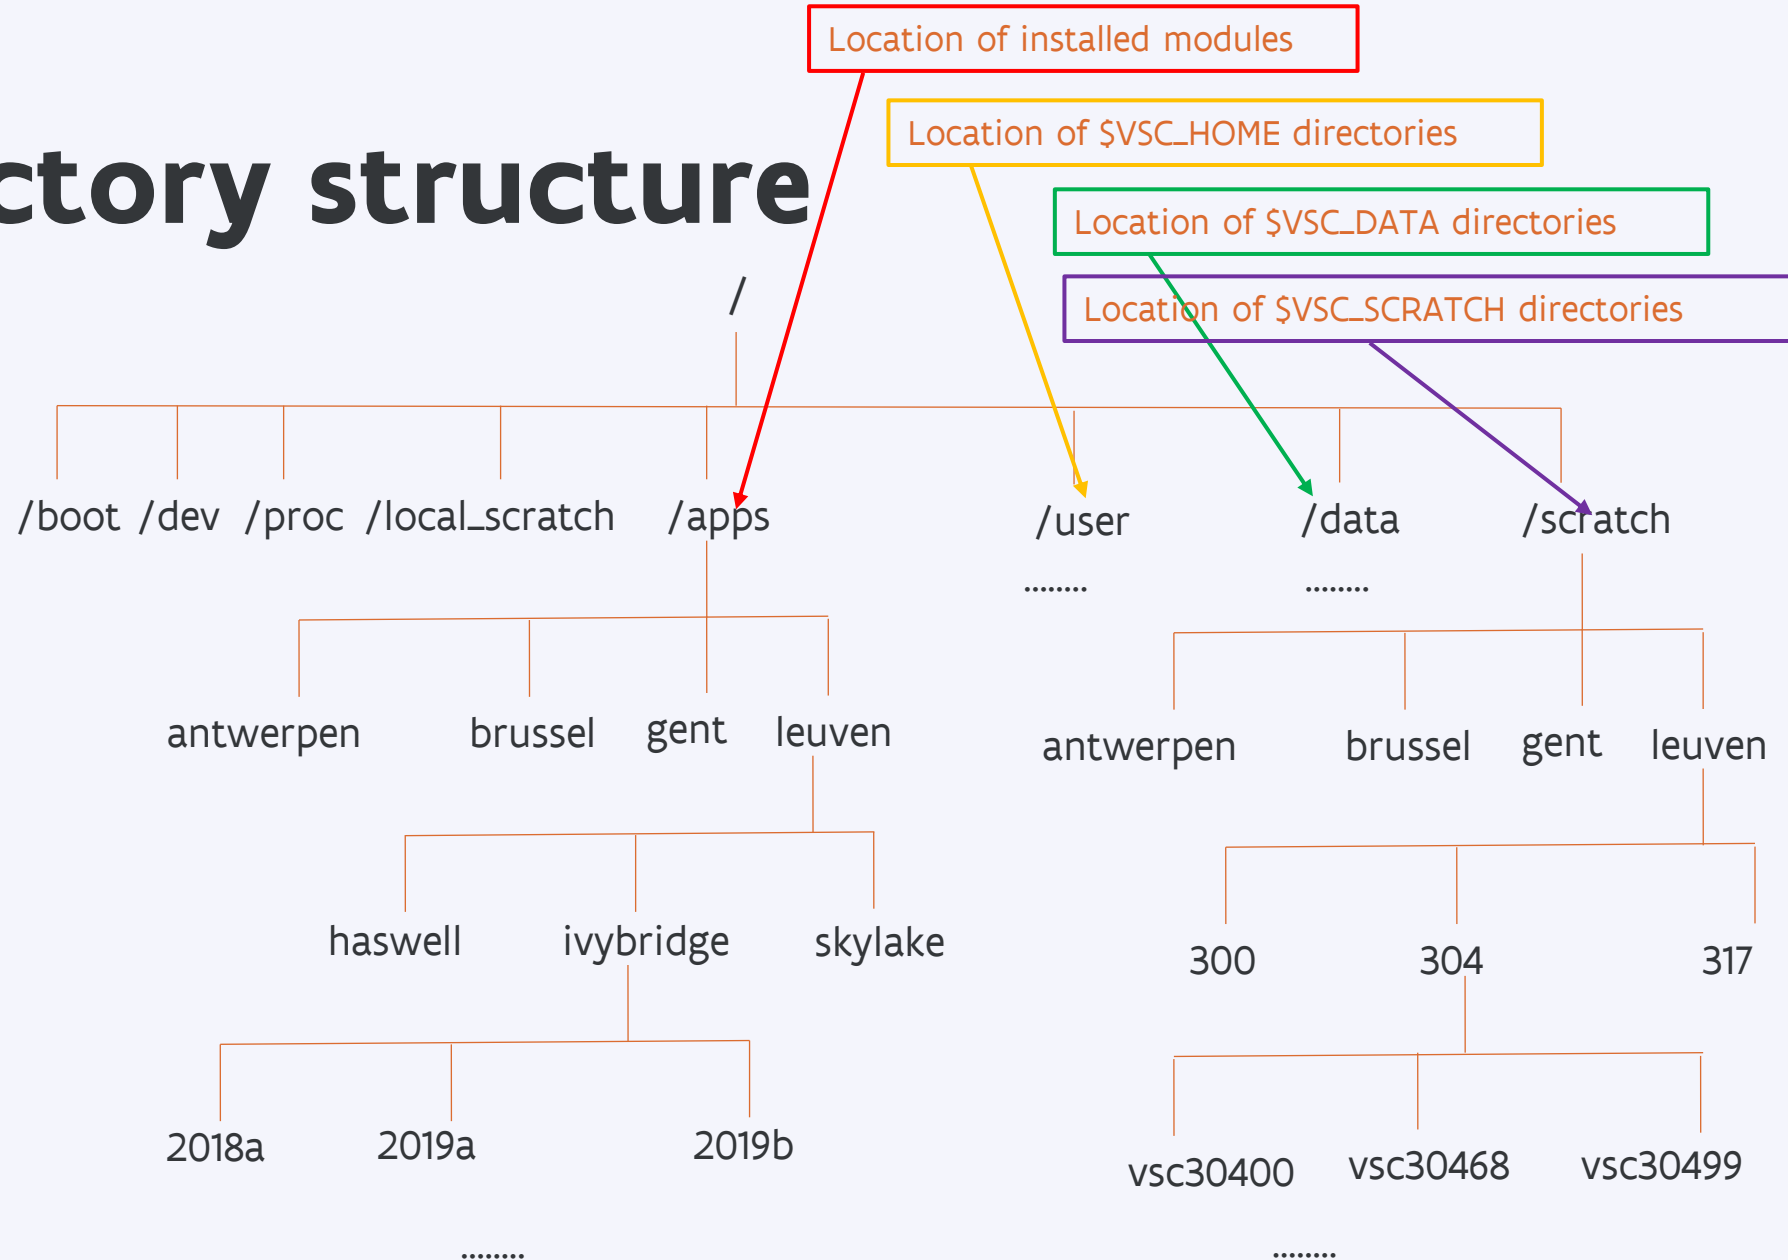 Location of installed modules
Location of $VSC_HOME directories
ctory structure
Location of $VSC_DATA directories
/
Location of $VSC_SCRATCH directories
/boot /dev /proc /local_scratch /apps /user /data /scratch
........ ........
antwerpen brussel gent leuven antwerpen brussel gent leuven
haswell ivybridge skylake 300 304 317
2018a 2019a 2019b vsc30400 vsc30468 vsc30499
........ ........